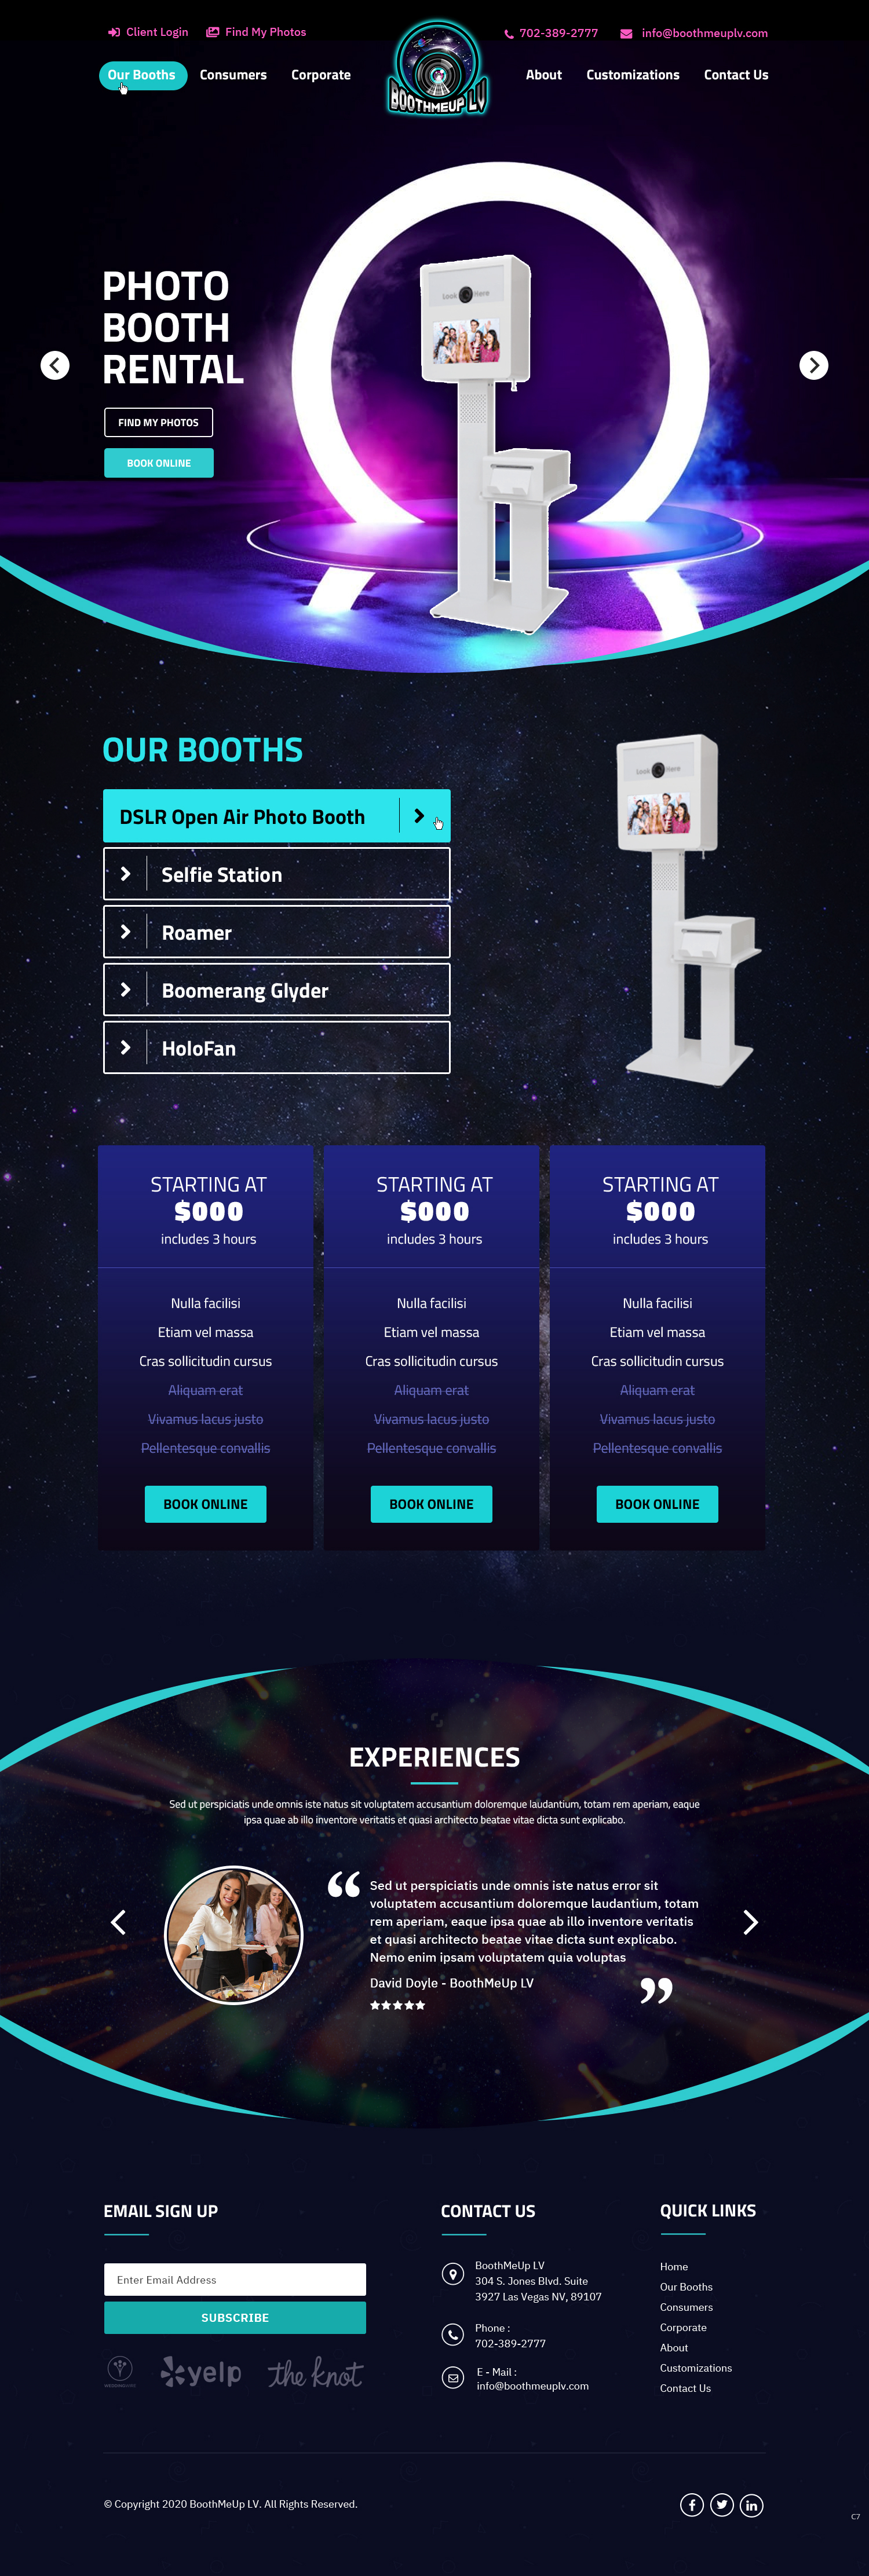 Client Login
Find My Photos
702-389-2777
info@boothmeuplv.com
Our Booths
Consumers
Corporate
BOOTHMEUP LV
About
Customizations
Contact Us
PHOTO
BOOTH
RENTAL
Look Here
FIND MY PHOTOS
BOOK ONLINE
OUR BOOTHS
DSLR Open Air Photo Booth
Selfie Station
Roamer
Boomerang Glyder
HoloFan
Look Here
STARTING AT
$000
includes 3 hours
Nulla facilisi
Etiam vel massa
Cras sollicitudin cursus
Aliquam erat
Vivamus lacus justo
Pellentesque convallis
BOOK ONLINE
STARTING AT
$000
includes 3 hours
Nulla facilisi
Etiam vel massa
Cras sollicitudin cursus
Aliquam erat
Vivamus lacus justo
Pellentesque convallis
BOOK ONLINE
STARTING AT
$000
includes 3 hours
Nulla facilisi
Etiam vel massa
Cras sollicitudin cursus
Aliquam erat
Vivamus lacus justo
Pellentesque convallis
BOOK ONLINE
EXPERIENCES
Sed ut perspiciatis unde omnis iste natus sit voluptatem accusantium doloremque laudantium, totam rem aperiam, eaque
ipsa quae ab illo inventore veritatis et quasi architecto beatae vitae dicta sunt explicabo.
“ Sed ut perspiciatis unde omnis iste natus error sit
voluptatem accusantium doloremque laudantium, totam
rem aperiam, eaque ipsa quae ab illo inventore veritatis
et quasi architecto beatae vitae dicta sunt explicabo.
Nemo enim ipsam voluptatem quia voluptas
David Doyle - BoothMeUp LV ”
EMAIL SIGN UP
Enter Email Address
SUBSCRIBE
WEDDINGWIRE
yelp
the knot
CONTACT US
BoothMeUp LV
304 S. Jones Blvd. Suite
3927 Las Vegas NV, 89107
Phone :
702-389-2777
E - Mail :
info@boothmeuplv.com
QUICK LINKS
Home
Our Booths
Consumers
Corporate
About
Customizations
Contact Us
© Copyright 2020 BoothMeUp LV. All Rights Reserved.
C7